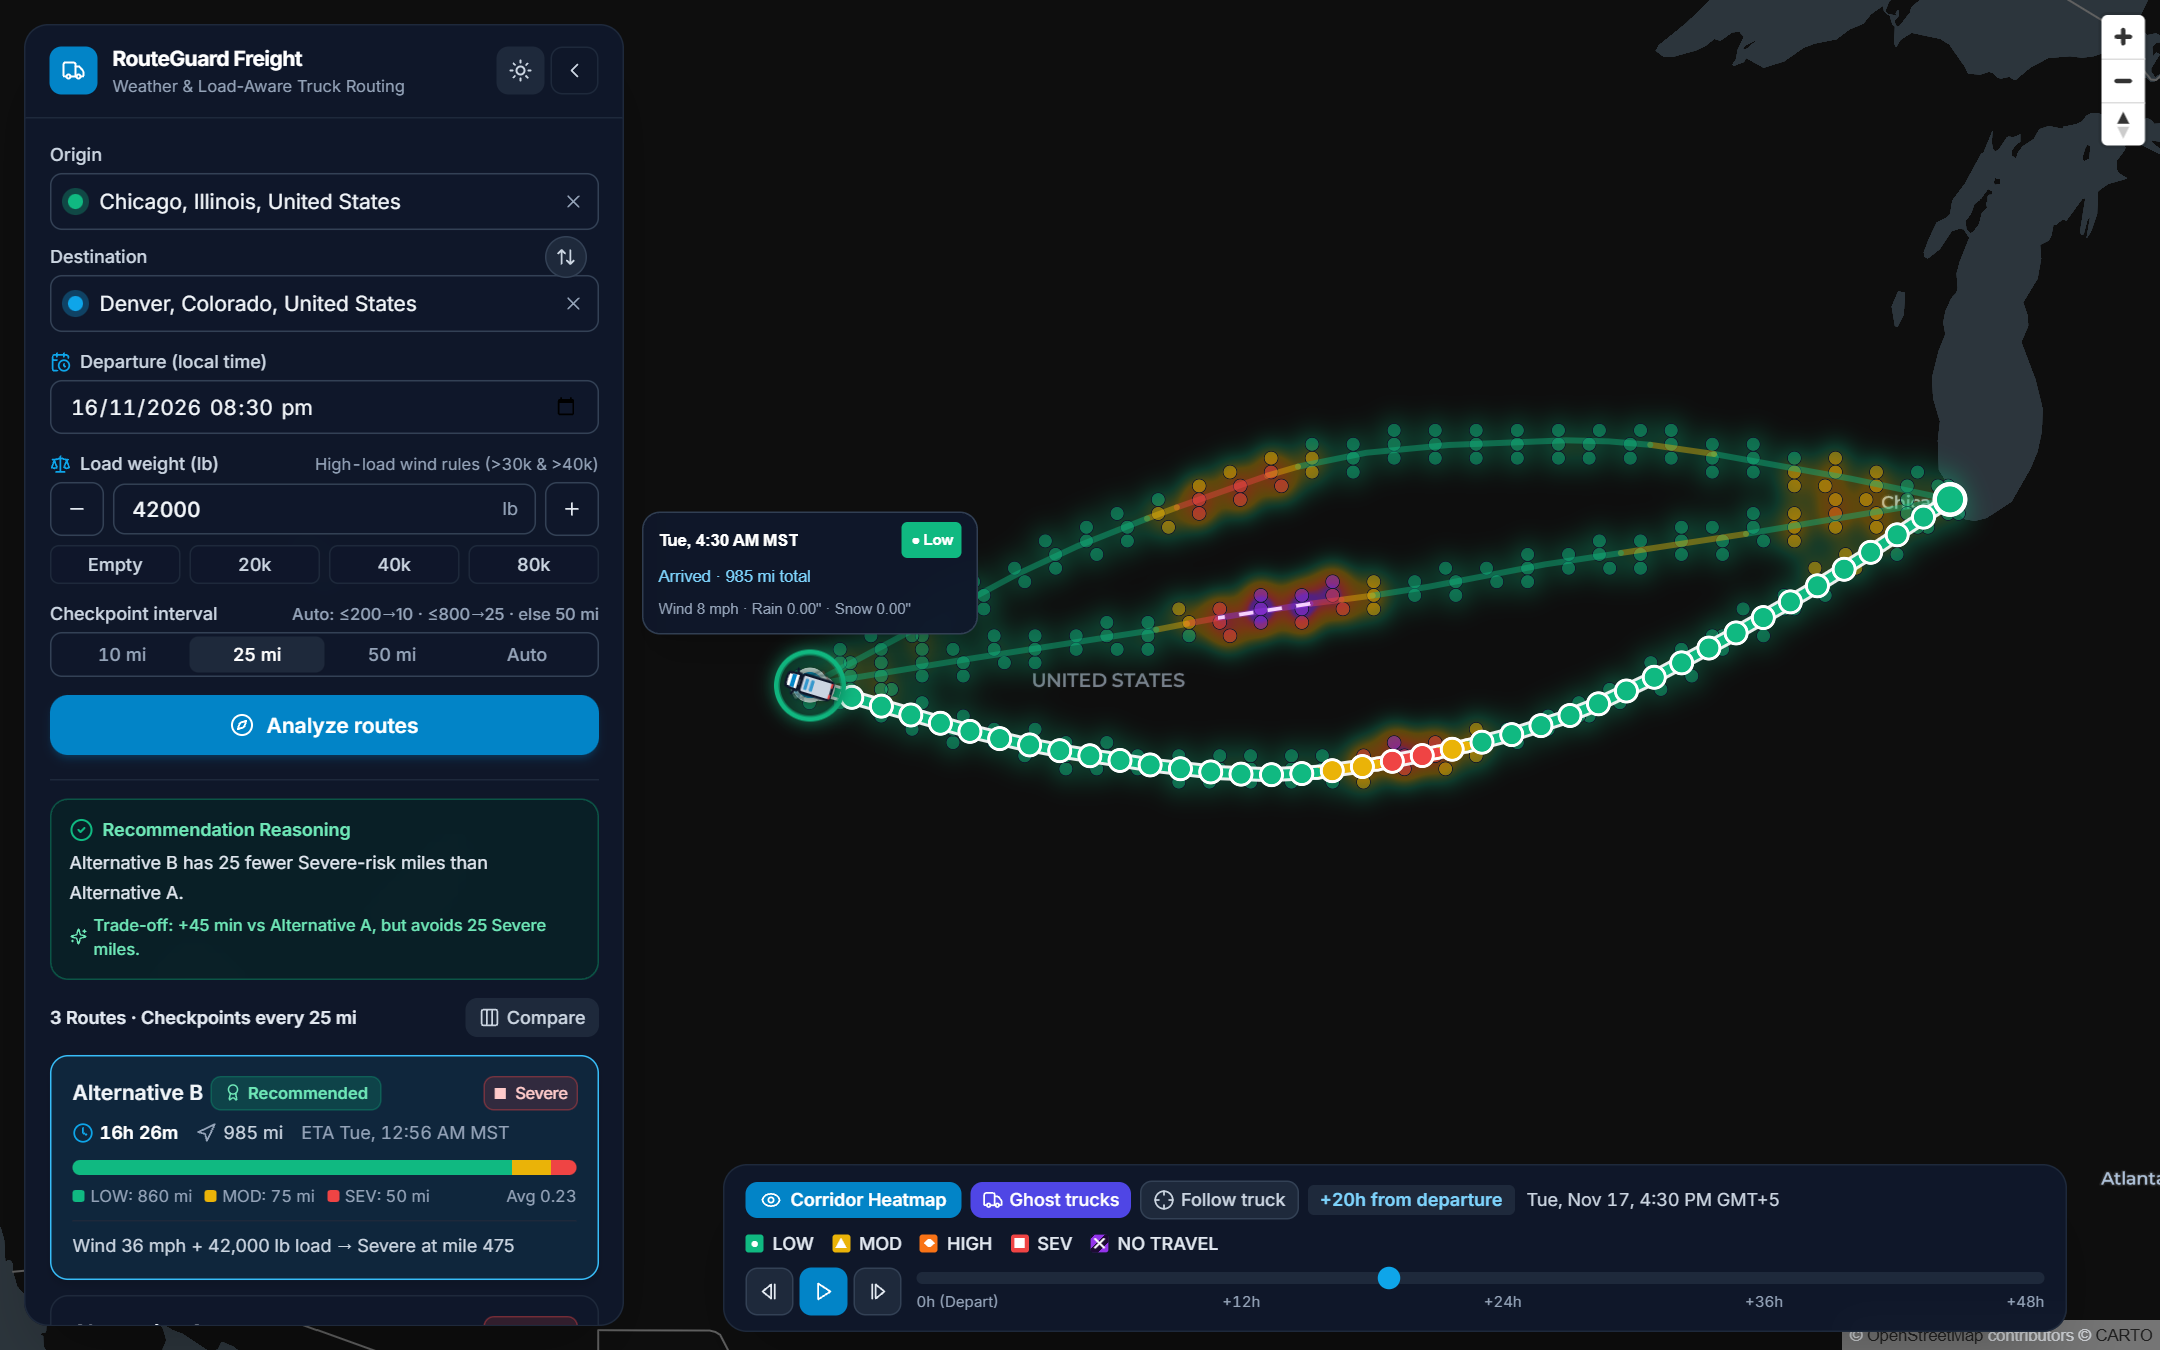 RouteGuard Freight
Weather & Load-Aware Truck Routing
Origin
Chicago, Illinois, United States
Destination
Denver, Colorado, United States
Departure (local time)
16/11/2026 08:30 pm
Load weight (lb)
High-load wind rules (>30k & >40k)
42000 lb
Empty 20k 40k 80k
Checkpoint interval
Auto: ≤200→10 · ≤800→25 · else 50 mi
10 mi 25 mi 50 mi Auto
Analyze routes
Recommendation Reasoning
Alternative B has 25 fewer Severe-risk miles than
Alternative A.
Trade-off: +45 min vs Alternative A, but avoids 25 Severe
miles.
3 Routes · Checkpoints every 25 mi
Compare
Alternative B
Recommended
Severe
16h 26m 985 mi ETA Tue, 12:56 AM MST
LOW: 860 mi MOD: 75 mi SEV: 50 mi Avg 0.23
Wind 36 mph + 42,000 lb load → Severe at mile 475
Tue, 4:30 AM MST
Low
Arrived · 985 mi total
Wind 8 mph · Rain 0.00" · Snow 0.00"
UNITED STATES
Atlanta
Corridor Heatmap
Ghost trucks
Follow truck
+20h from departure
Tue, Nov 17, 4:30 PM GMT+5
LOW MOD HIGH SEV NO TRAVEL
0h (Depart) +12h +24h +36h +48h
© OpenStreetMap contributors © CARTO